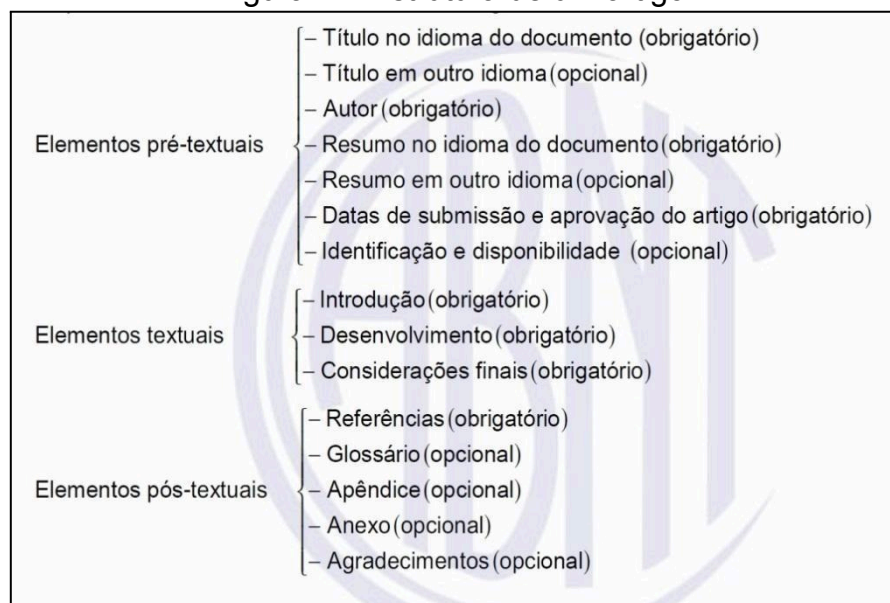 – Título no idioma do documento (obrigatório)
– Título em outro idioma (opcional)
– Autor (obrigatório)
Elementos pré-textuais – Resumo no idioma do documento (obrigatório)
– Resumo em outro idioma (opcional)
– Datas de submissão e aprovação do artigo (obrigatório)
– Identificação e disponibilidade (opcional)
– Introdução (obrigatório)
Elementos textuais – Desenvolvimento (obrigatório)
– Considerações finais (obrigatório)
– Referências (obrigatório)
– Glossário (opcional)
Elementos pós-textuais – Apêndice (opcional)
– Anexo (opcional)
– Agradecimentos (opcional)
ABNT